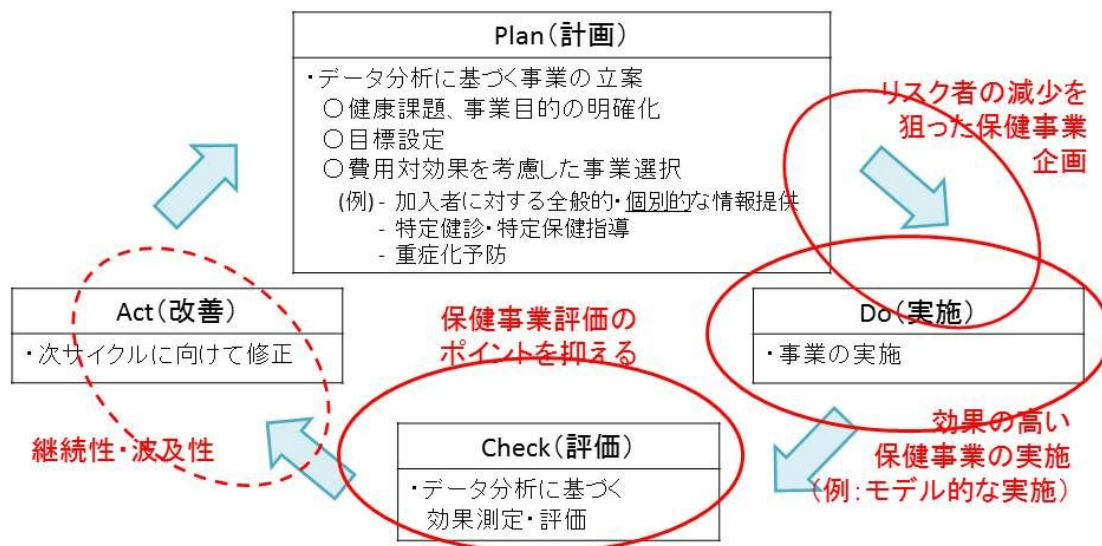 Plan(計画)
・データ分析に基づく事業の立案
○健康課題、事業目的の明確化
○目標設定
○費用対効果を考慮した事業選択
(例)- 加入者に対する全般的・個別的な情報提供
- 特定健診・特定保健指導
- 重症化予防
リスク者の減少を
狙った保健事業
企画
Do(実施)
・事業の実施
効果の高い
保健事業の実施
(例:モデル的な実施)
保健事業評価の
ポイントを抑える
Check(評価)
・データ分析に基づく
効果測定・評価
Act(改善)
・次サイクルに向けて修正
継続性・波及性